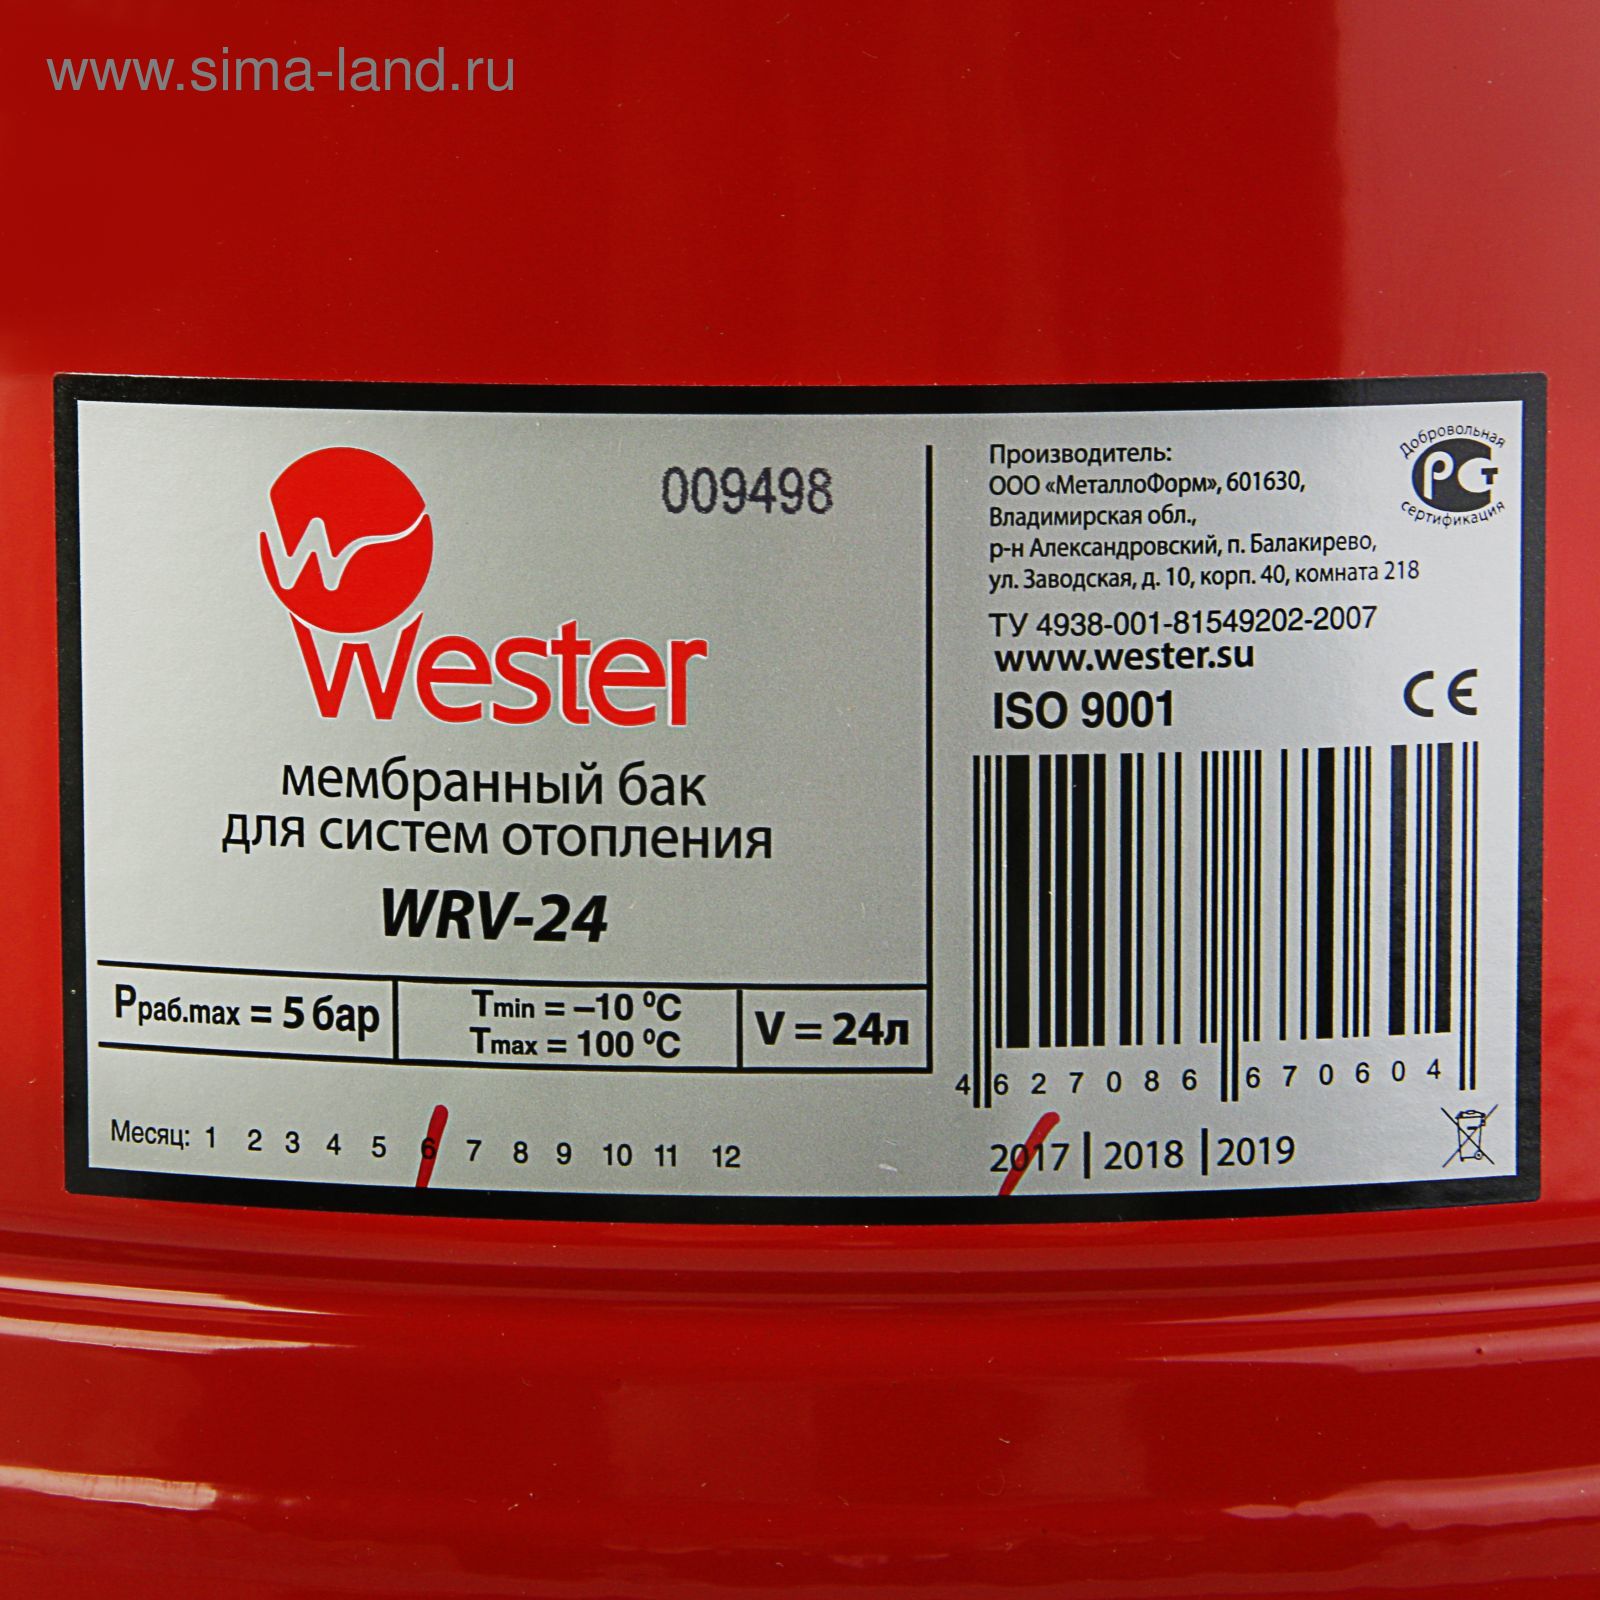 www.sima-land.ru
009498
W
Wester
мембранный бак
для систем отопления
WRV-24
Pраб.max = 5 бар
Tmin = –10 ⁰C
Tmax = 100 ⁰C
V = 24л
Месяц: 1 2 3 4 5 6 7 8 9 10 11 12
Производитель:
ООО «МеталлоФорм», 601630,
Владимирская обл.,
р-н Александровский, п. Балакирево,
ул. Заводская, д. 10, корп. 40, комната 218
ТУ 4938-001-81549202-2007
www.wester.su
ISO 9001
Добровольная
РСТ
сертификация
CE
4 627086 670604
2017 | 2018 | 2019